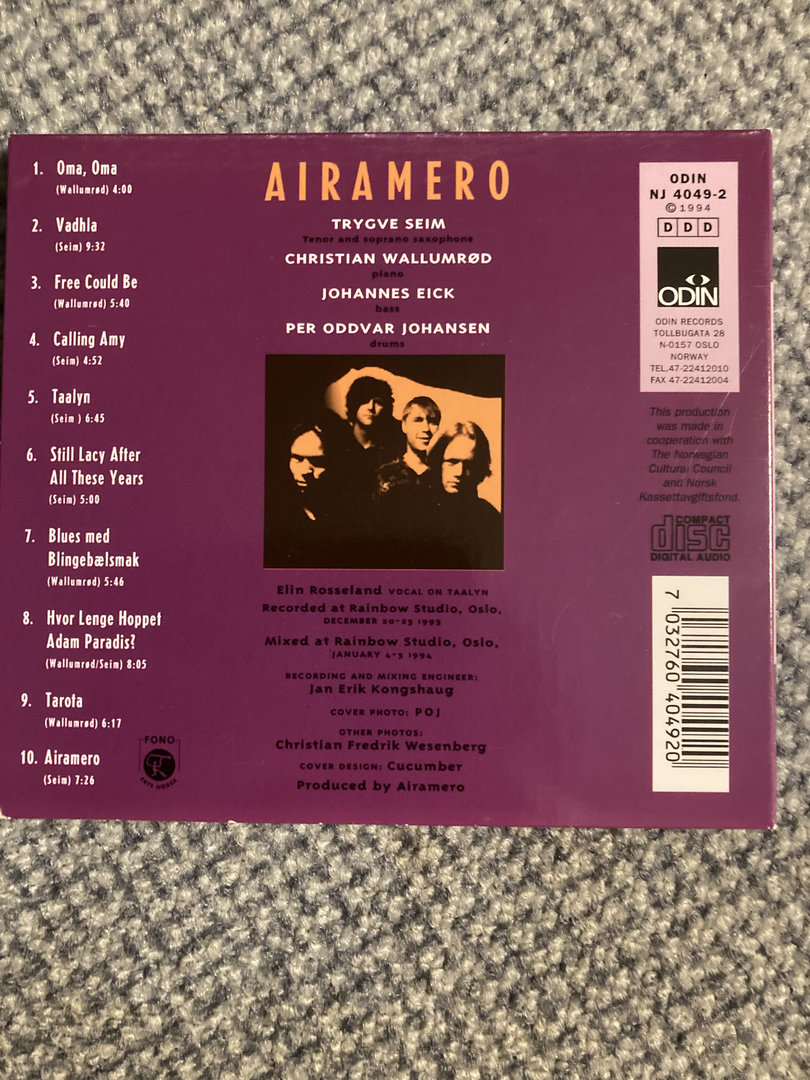 1. Oma, Oma
(Wallumrød) 4:00
2. Vadhla
(Seim) 9:32
3. Free Could Be
(Wallumrød) 5:40
4. Calling Amy
(Seim) 4:52
5. Taalyn
(Seim ) 6:45
6. Still Lacy After
All These Years
(Seim) 5:00
7. Blues med
Blingebælsmak
(Wallumrød) 5:46
8. Hvor Lenge Hoppet
Adam Paradis?
(Wallumrød/Seim) 8:05
9. Tarota
(Wallumrød) 6:17
10. Airamero
(Seim) 7:26
FONO
AIRAMERO
TRYGVE SEIM
Tenor and soprano saxophone
CHRISTIAN WALLUMRØD
piano
JOHANNES EICK
bass
PER ODDVAR JOHANSEN
drums
Elin Rosseland VOCAL ON TAALYN
Recorded at Rainbow Studio, Oslo,
DECEMBER 20-23 1993
Mixed at Rainbow Studio, Oslo,
JANUARY 4-5 1994
RECORDING AND MIXING ENGINEER:
Jan Erik Kongshaug
COVER PHOTO: POJ
OTHER PHOTOS:
Christian Fredrik Wesenberg
COVER DESIGN: Cucumber
Produced by Airamero
ODIN
NJ 4049-2
©1994
D D D
ODIN
ODIN RECORDS
TOLLBUGATA 28
N-0157 OSLO
NORWAY
TEL.47-22412010
FAX 47-22412004
This production
was made in
cooperation with
The Norwegian
Cultural Council
and Norsk
Kassettavgiftsfond.
COMPACT
disc
DIGITAL AUDIO
7 032760 404920